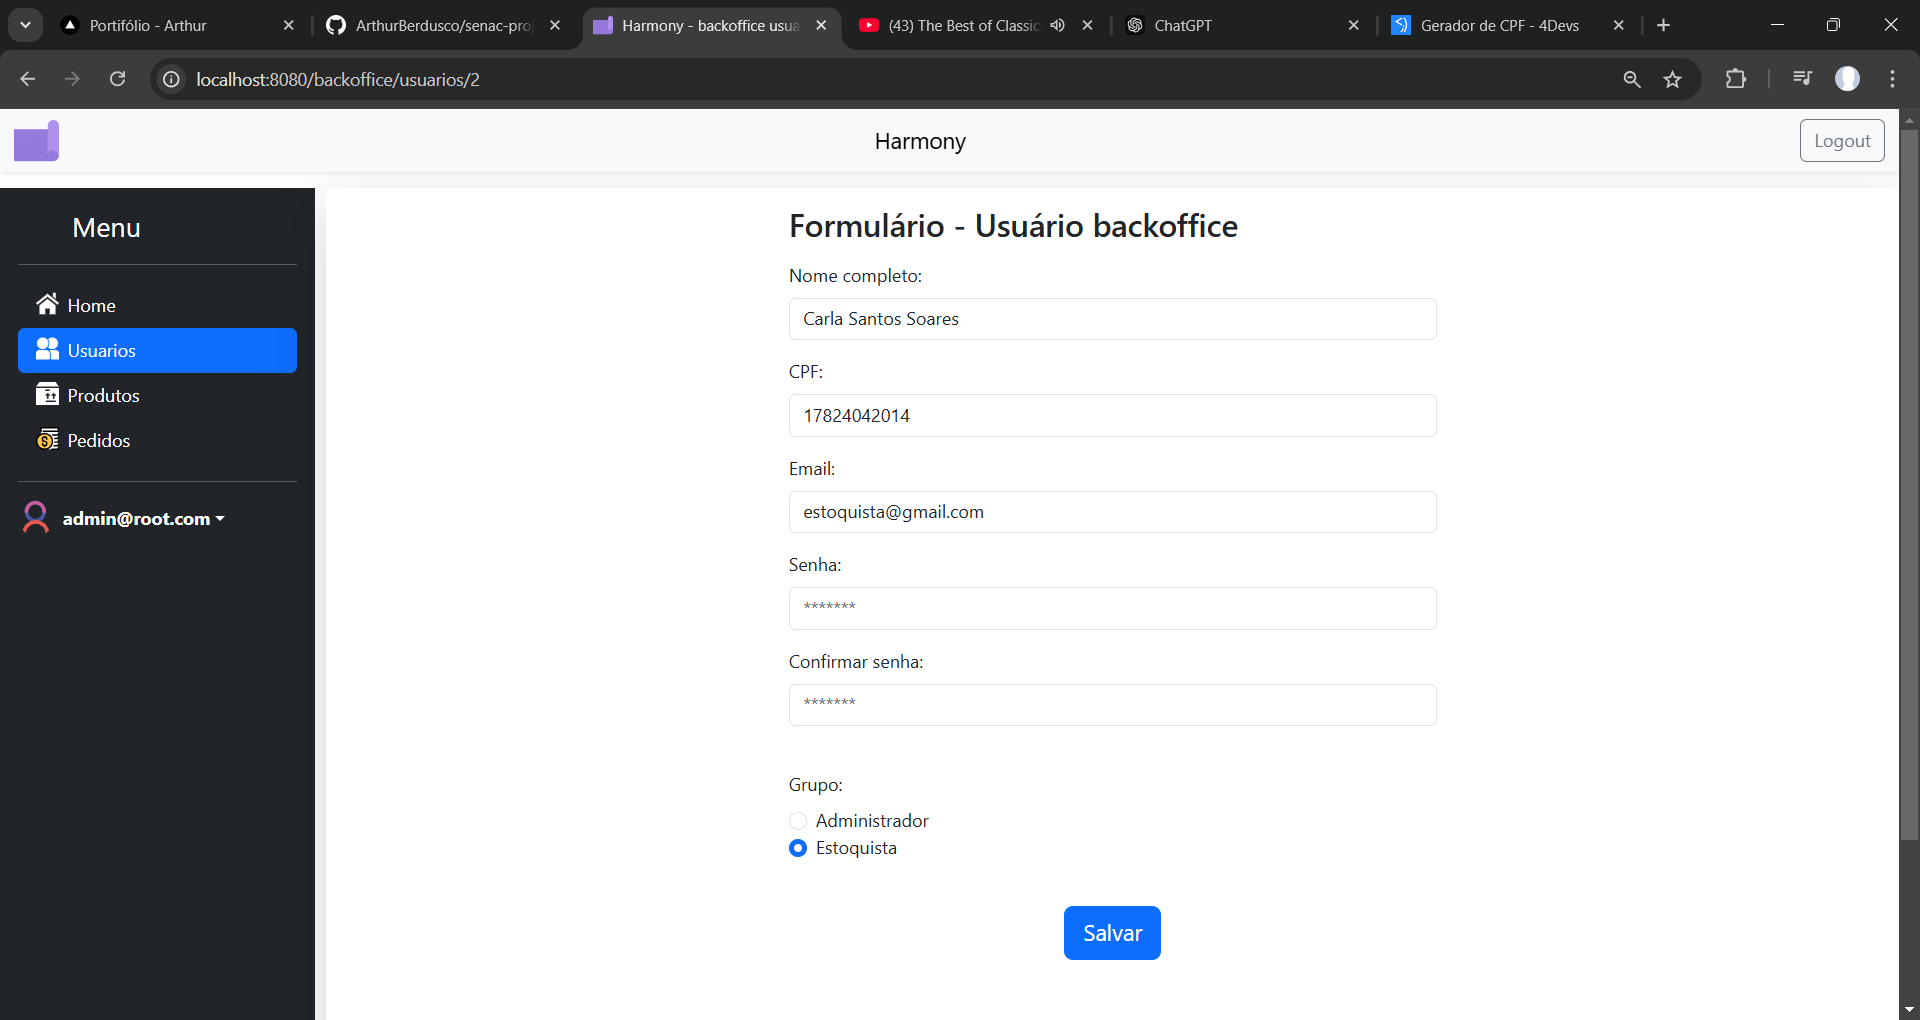 Portifólio - Arthur
ArthurBerdusco/senac-pro
Harmony - backoffice usua
(43) The Best of Classic
ChatGPT
Gerador de CPF - 4Devs
localhost:8080/backoffice/usuarios/2
Harmony
Logout
Menu
Home
Usuarios
Produtos
Pedidos
admin@root.com
Formulário - Usuário backoffice
Nome completo:
Carla Santos Soares
CPF:
17824042014
Email:
estoquista@gmail.com
Senha:
*******
Confirmar senha:
*******
Grupo:
Administrador
Estoquista
Salvar